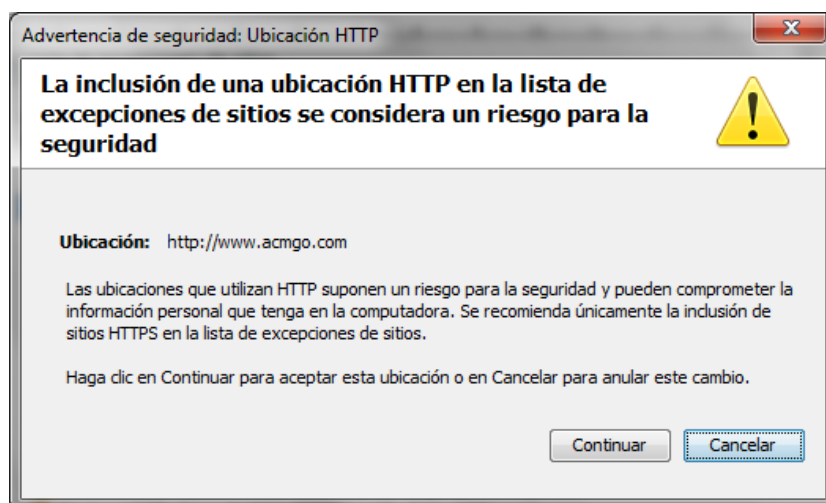 Advertencia de seguridad: Ubicación HTTP
La inclusión de una ubicación HTTP en la lista de
excepciones de sitios se considera un riesgo para la
seguridad
Ubicación: http://www.acmgo.com
Las ubicaciones que utilizan HTTP suponen un riesgo para la seguridad y pueden comprometer la
información personal que tenga en la computadora. Se recomienda únicamente la inclusión de
sitios HTTPS en la lista de excepciones de sitios.
Haga clic en Continuar para aceptar esta ubicación o en Cancelar para anular este cambio.
Continuar Cancelar